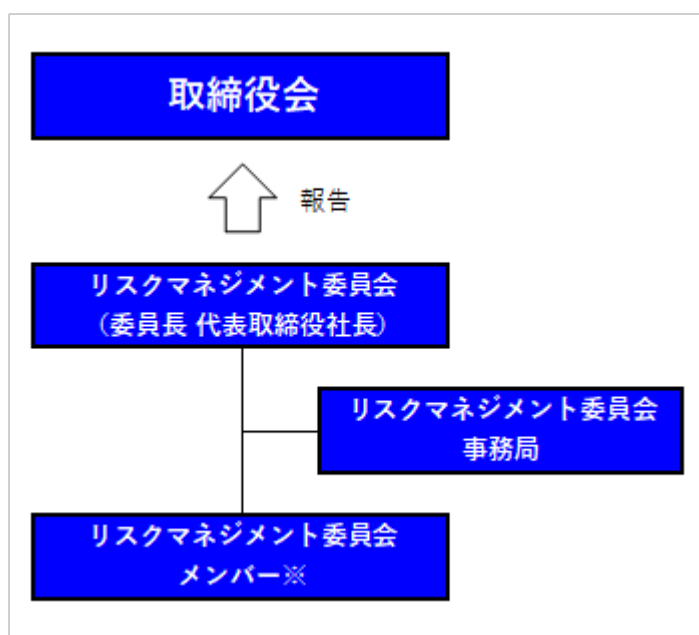 取締役会
報告
リスクマネジメント委員会
(委員長 代表取締役社長)
リスクマネジメント委員会
事務局
リスクマネジメント委員会
メンバー※